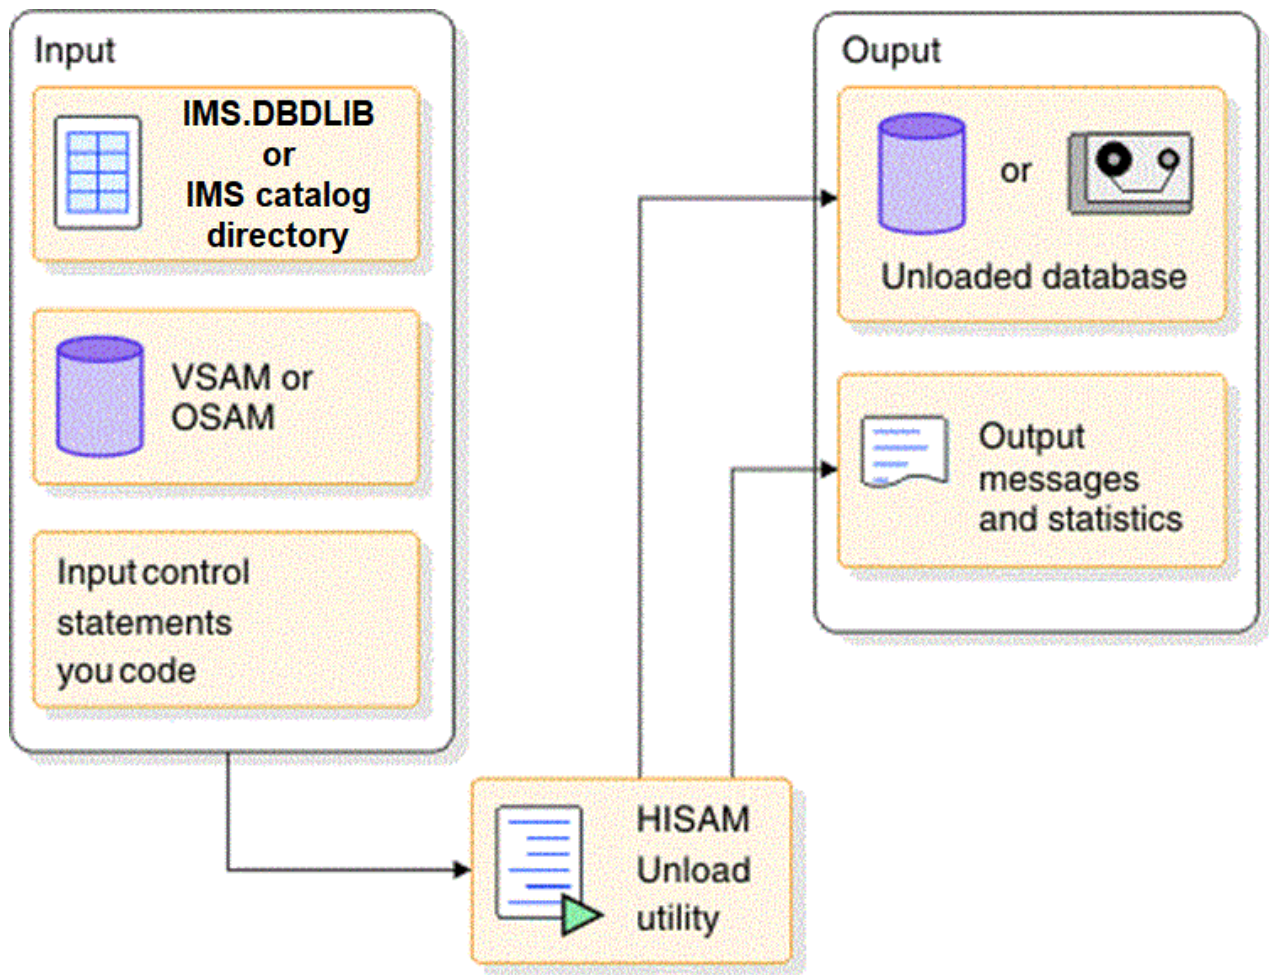 Input
IMS.DBDLIB
or
IMS catalog
directory
VSAM or
OSAM
Input control
statements
you code
HISAM
Unload
utility
Ouput
or
Unloaded database
Output
messages
and statistics